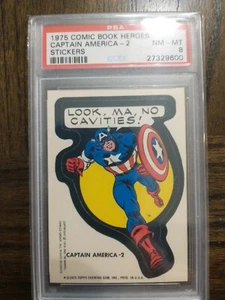 PSA
1975 COMIC BOOK HEROES
CAPTAIN AMERICA-2 NM-MT
STICKERS 8
27329600
LOOK, MA, NO
CAVITIES!
CAPTAIN AMERICA-2